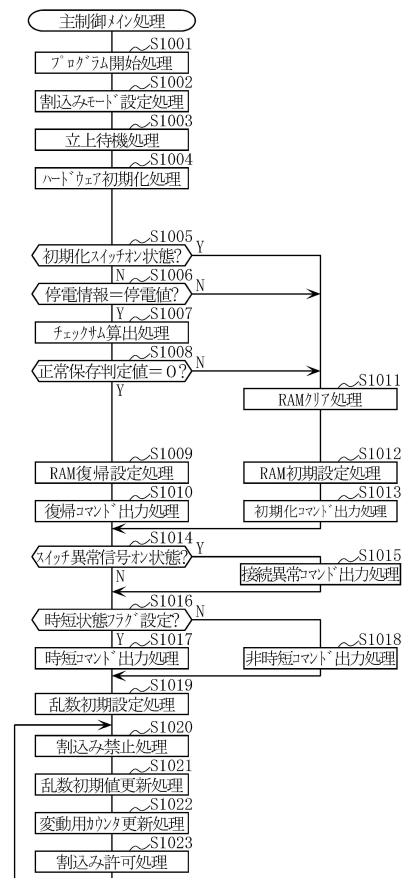 主制御メイン処理
S1001
プログラム開始処理
S1002
割込みモード設定処理
S1003
立上待機処理
S1004
ハードウェア初期化処理
S1005
初期化スイッチオン状態?
Y
N
S1006
停電情報=停電値?
N
Y
S1007
チェックサム算出処理
S1008
正常保存判定値=0?
N
Y
S1011
RAMクリア処理
S1009
RAM復帰設定処理
S1012
RAM初期設定処理
S1010
復帰コマンド出力処理
S1013
初期化コマンド出力処理
S1014
スイッチ異常信号オン状態?
Y
N
S1015
接続異常コマンド出力処理
S1016
時短状態フラグ設定?
N
Y
S1017
時短コマンド出力処理
S1018
非時短コマンド出力処理
S1019
乱数初期設定処理
S1020
割込み禁止処理
S1021
乱数初期値更新処理
S1022
変動用カウンタ更新処理
S1023
割込み許可処理